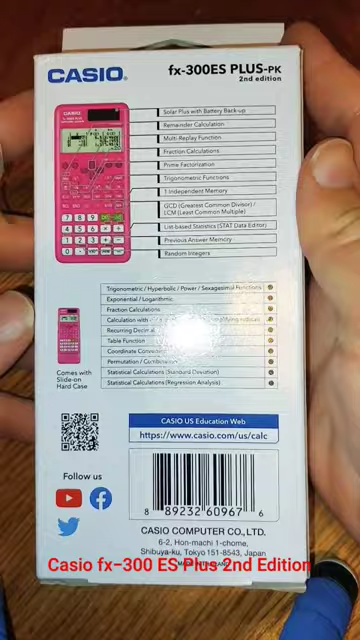 CASIO®
fx-300ES PLUS-PK
2nd edition
Solar Plus with Battery Back-up
Remainder Calculation
Multi Replay Function
Fraction Calculations
Prime Factorization
Trigonometric Functions
1 Independent Memory
GCD (Greatest Common Divisor) /
LCM (Least Common Multiple)
List-based Statistics (STAT Data Editor)
Previous Answer Memory
Random Integers
Trigonometric / Hyperbolic / Power / Sexagesimal Functions
Exponential / Logarithmic
Fraction Calculations
Calculation with
Recurring
Table Function
Coordinate
Permutation / Combination
Statistical Calculations (Standard Deviation)
Statistical Calculations (Regression Analysis)
Comes with
Slide-on
Hard Case
CASIO US Education Web
https://www.casio.com/us/calc
Follow us
8 89232 60967 6
CASIO COMPUTER CO., LTD.
6-2, Hon-machi 1-chome,
Shibuya-ku, Tokyo 151-8543, Japan
Casio fx-300 ES Plus 2nd Edition